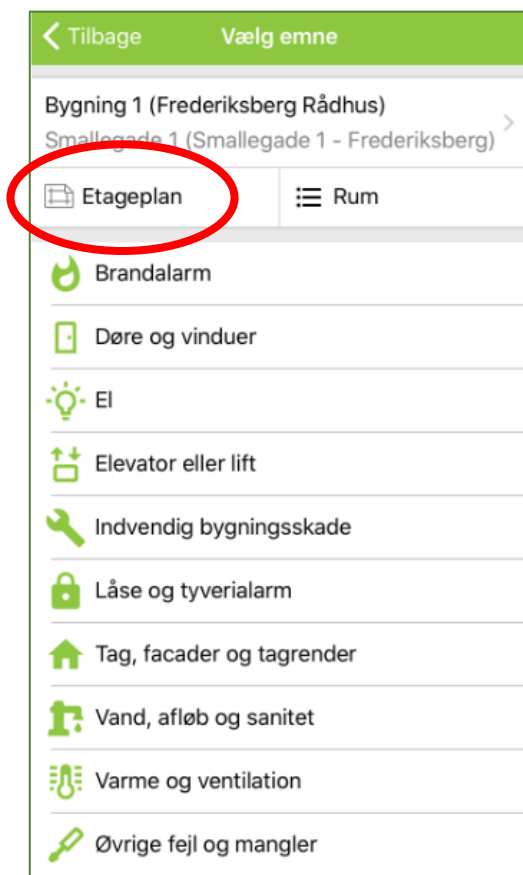 Tilbage Vælg emne
Bygning 1 (Frederiksberg Rådhus)
Smallegade 1 (Smallegade 1 - Frederiksberg)
Etageplan Rum
Brandalarm
Døre og vinduer
El
Elevator eller lift
Indvendig bygningsskade
Låse og tyverialarm
Tag, facader og tagrender
Vand, afløb og sanitet
Varme og ventilation
Øvrige fejl og mangler